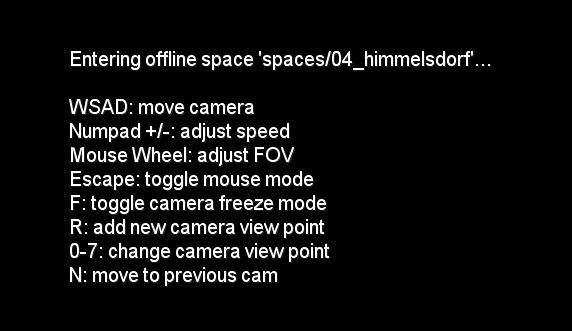 Entering offline space 'spaces/04_himmelsdorf'...
WSAD: move camera
Numpad +/-: adjust speed
Mouse Wheel: adjust FOV
Escape: toggle mouse mode
F: toggle camera freeze mode
R: add new camera view point
0-7: change camera view point
N: move to previous cam